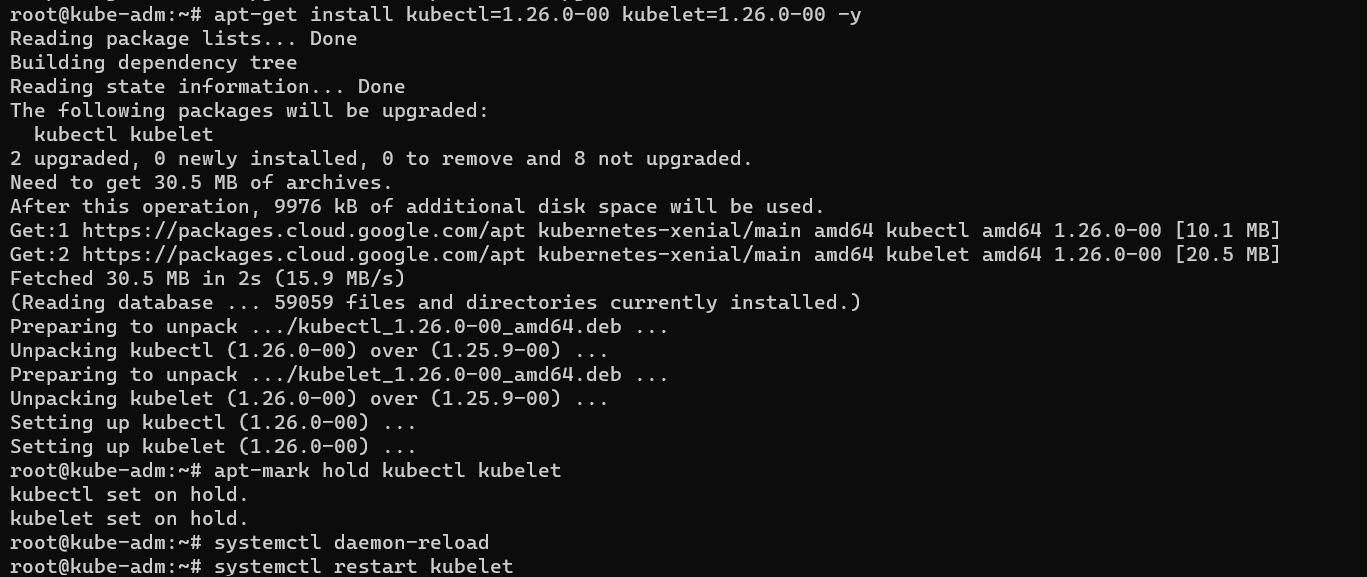 root@kube-adm:~# apt-get install kubectl=1.26.0-00 kubelet=1.26.0-00 -y
Reading package lists... Done
Building dependency tree
Reading state information... Done
The following packages will be upgraded:
  kubectl kubelet
2 upgraded, 0 newly installed, 0 to remove and 8 not upgraded.
Need to get 30.5 MB of archives.
After this operation, 9976 kB of additional disk space will be used.
Get:1 https://packages.cloud.google.com/apt kubernetes-xenial/main amd64 kubectl amd64 1.26.0-00 [10.1 MB]
Get:2 https://packages.cloud.google.com/apt kubernetes-xenial/main amd64 kubelet amd64 1.26.0-00 [20.5 MB]
Fetched 30.5 MB in 2s (15.9 MB/s)
(Reading database ... 59059 files and directories currently installed.)
Preparing to unpack .../kubectl_1.26.0-00_amd64.deb ...
Unpacking kubectl (1.26.0-00) over (1.25.9-00) ...
Preparing to unpack .../kubelet_1.26.0-00_amd64.deb ...
Unpacking kubelet (1.26.0-00) over (1.25.9-00) ...
Setting up kubectl (1.26.0-00) ...
Setting up kubelet (1.26.0-00) ...
root@kube-adm:~# apt-mark hold kubectl kubelet
kubectl set on hold.
kubelet set on hold.
root@kube-adm:~# systemctl daemon-reload
root@kube-adm:~# systemctl restart kubelet